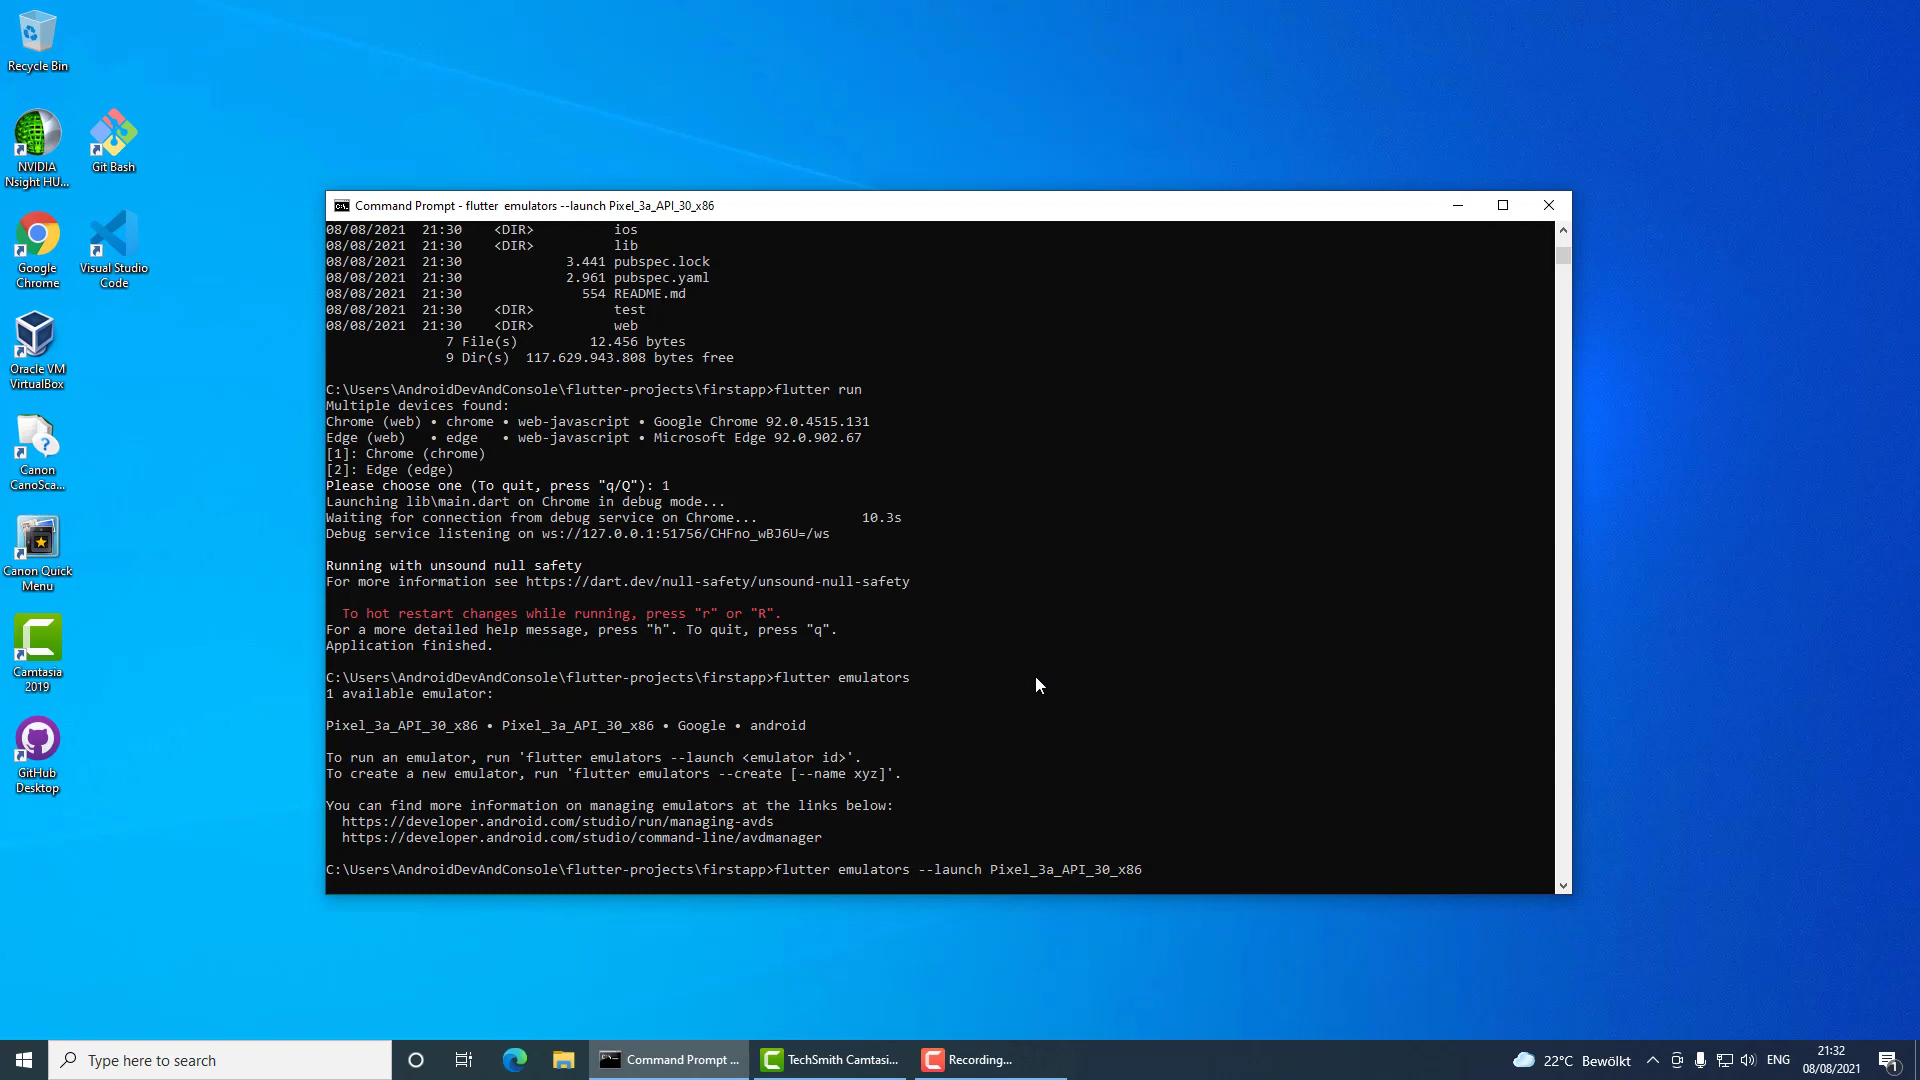 Recycle Bin
NVIDIA
Nsight HU...
Git Bash
Google
Chrome
Visual Studio
Code
Oracle VM
VirtualBox
Canon
CanoSca...
Canon Quick
Menu
Camtasia
2019
GitHub
Desktop
Command Prompt - flutter  emulators --launch Pixel_3a_API_30_x86
08/08/2021  21:30    <DIR>          ios
08/08/2021  21:30    <DIR>          lib
08/08/2021  21:30             3.441 pubspec.lock
08/08/2021  21:30             2.961 pubspec.yaml
08/08/2021  21:30               554 README.md
08/08/2021  21:30    <DIR>          test
08/08/2021  21:30    <DIR>          web
7 File(s)         12.456 bytes
9 Dir(s)  117.629.943.808 bytes free
C:\Users\AndroidDevAndConsole\flutter-projects\firstapp>flutter run
Multiple devices found:
Chrome (web) • chrome • web-javascript • Google Chrome 92.0.4515.131
Edge (web)   • edge   • web-javascript • Microsoft Edge 92.0.902.67
[1]: Chrome (chrome)
[2]: Edge (edge)
Please choose one (To quit, press "q/Q"): 1
Launching lib\main.dart on Chrome in debug mode...
Waiting for connection from debug service on Chrome...             10.3s
Debug service listening on ws://127.0.0.1:51756/CHFno_wBJ6U=/ws
Running with unsound null safety
For more information see https://dart.dev/null-safety/unsound-null-safety
To hot restart changes while running, press "r" or "R".
For a more detailed help message, press "h". To quit, press "q".
Application finished.
C:\Users\AndroidDevAndConsole\flutter-projects\firstapp>flutter emulators
1 available emulator:
Pixel_3a_API_30_x86 • Pixel_3a_API_30_x86 • Google • android
To run an emulator, run 'flutter emulators --launch <emulator id>'.
To create a new emulator, run 'flutter emulators --create [--name xyz]'.
You can find more information on managing emulators at the links below:
https://developer.android.com/studio/run/managing-avds
https://developer.android.com/studio/command-line/avdmanager
C:\Users\AndroidDevAndConsole\flutter-projects\firstapp>flutter emulators --launch Pixel_3a_API_30_x86
Type here to search
Command Prompt ...
TechSmith Camtasi...
Recording...
22°C  Bewölkt
ENG
21:32
08/08/2021
1